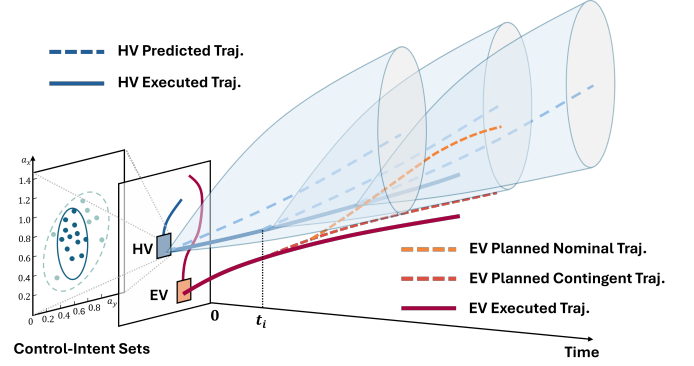 HV Predicted Traj.
HV Executed Traj.
aₓ
1.4
1.2
1.0
0.8
0.6
0.4
0.2
0
0.2 0.4 0.6 0.8
a_y
HV
EV
0
t_i
Time
EV Planned Nominal Traj.
EV Planned Contingent Traj.
EV Executed Traj.
Control-Intent Sets